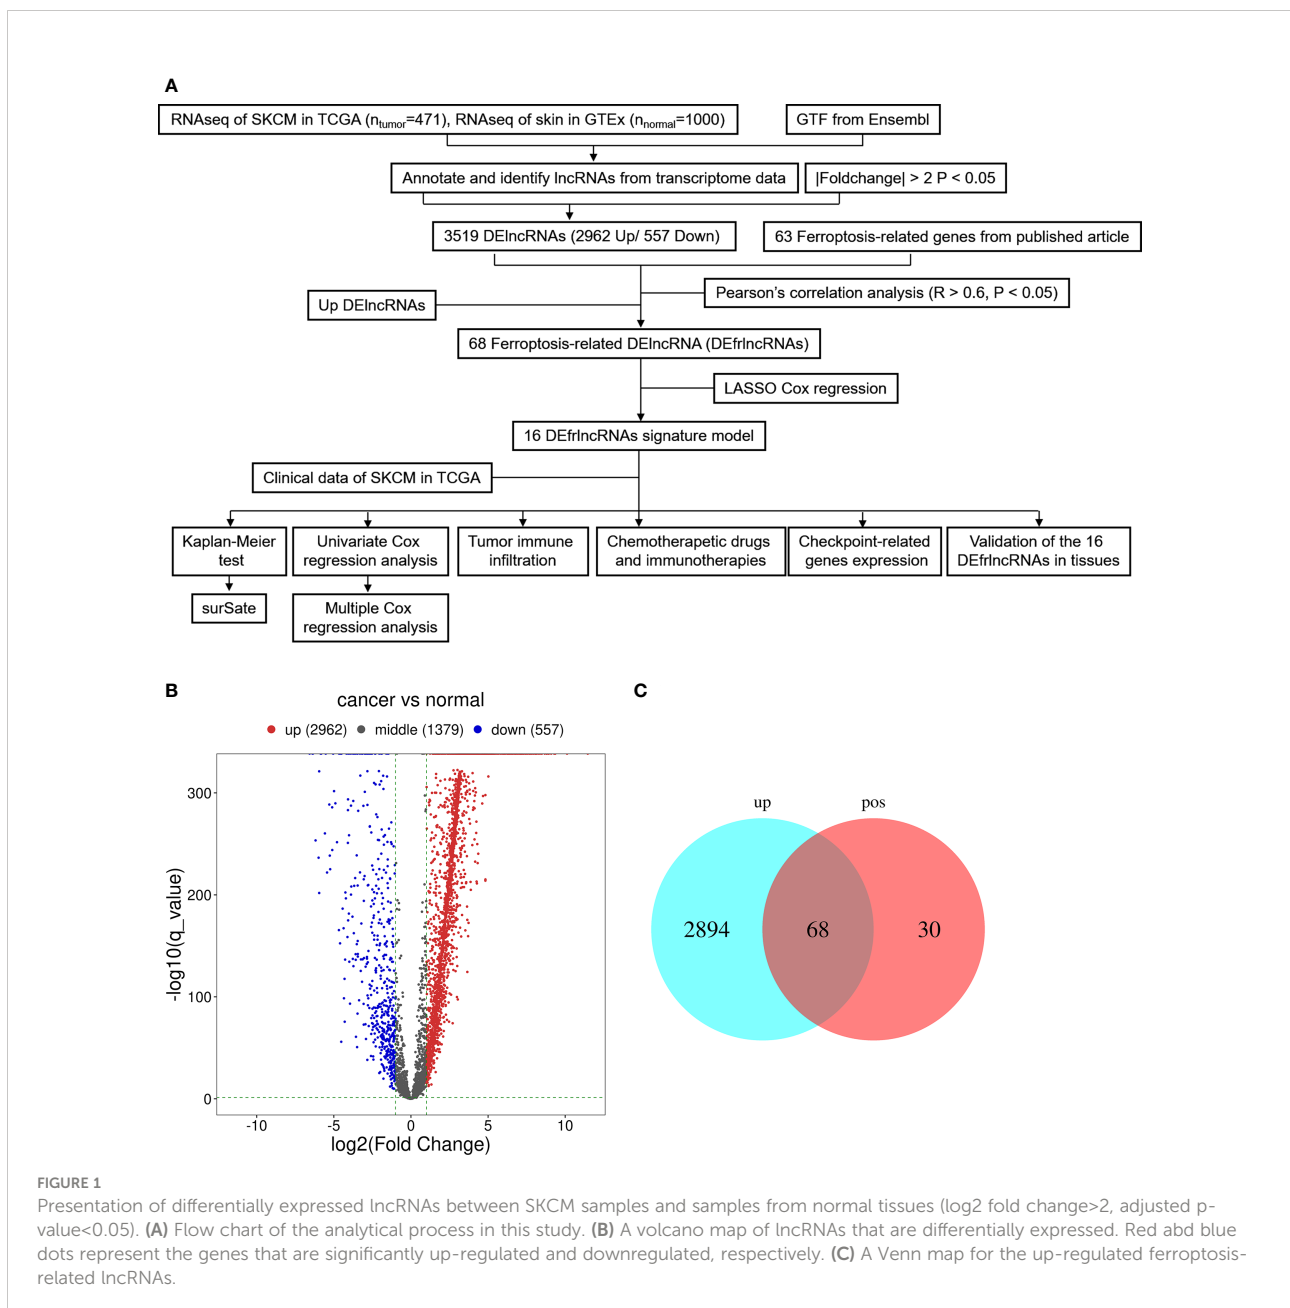 A
RNAseq of SKCM in TCGA (ntumor=471), RNAseq of skin in GTEx (nnormal=1000)
GTF from Ensembl
Annotate and identify lncRNAs from transcriptome data
|Foldchange| > 2 P < 0.05
3519 DElncRNAs (2962 Up/ 557 Down)
63 Ferroptosis-related genes from published article
Pearson's correlation analysis (R > 0.6, P < 0.05)
Up DElncRNAs
68 Ferroptosis-related DElncRNA (DEfrlncRNAs)
LASSO Cox regression
16 DEfrlncRNAs signature model
Clinical data of SKCM in TCGA
Kaplan-Meier
test
Univariate Cox
regression analysis
Tumor immune
infiltration
Chemotherapetic drugs
and immunotherapies
Checkpoint-related
genes expression
Validation of the 16
DEfrlncRNAs in tissues
surSate
Multiple Cox
regression analysis
B
cancer vs normal
up (2962) middle (1379) down (557)
300
200
100
0
-log10(q_value)
-10 -5 0 5 10
log2(Fold Change)
C
up pos
2894 68 30
FIGURE 1
Presentation of differentially expressed lncRNAs between SKCM samples and samples from normal tissues (log2 fold change>2, adjusted p-
value<0.05). (A) Flow chart of the analytical process in this study. (B) A volcano map of lncRNAs that are differentially expressed. Red abd blue
dots represent the genes that are significantly up-regulated and downregulated, respectively. (C) A Venn map for the up-regulated ferroptosis-
related lncRNAs.